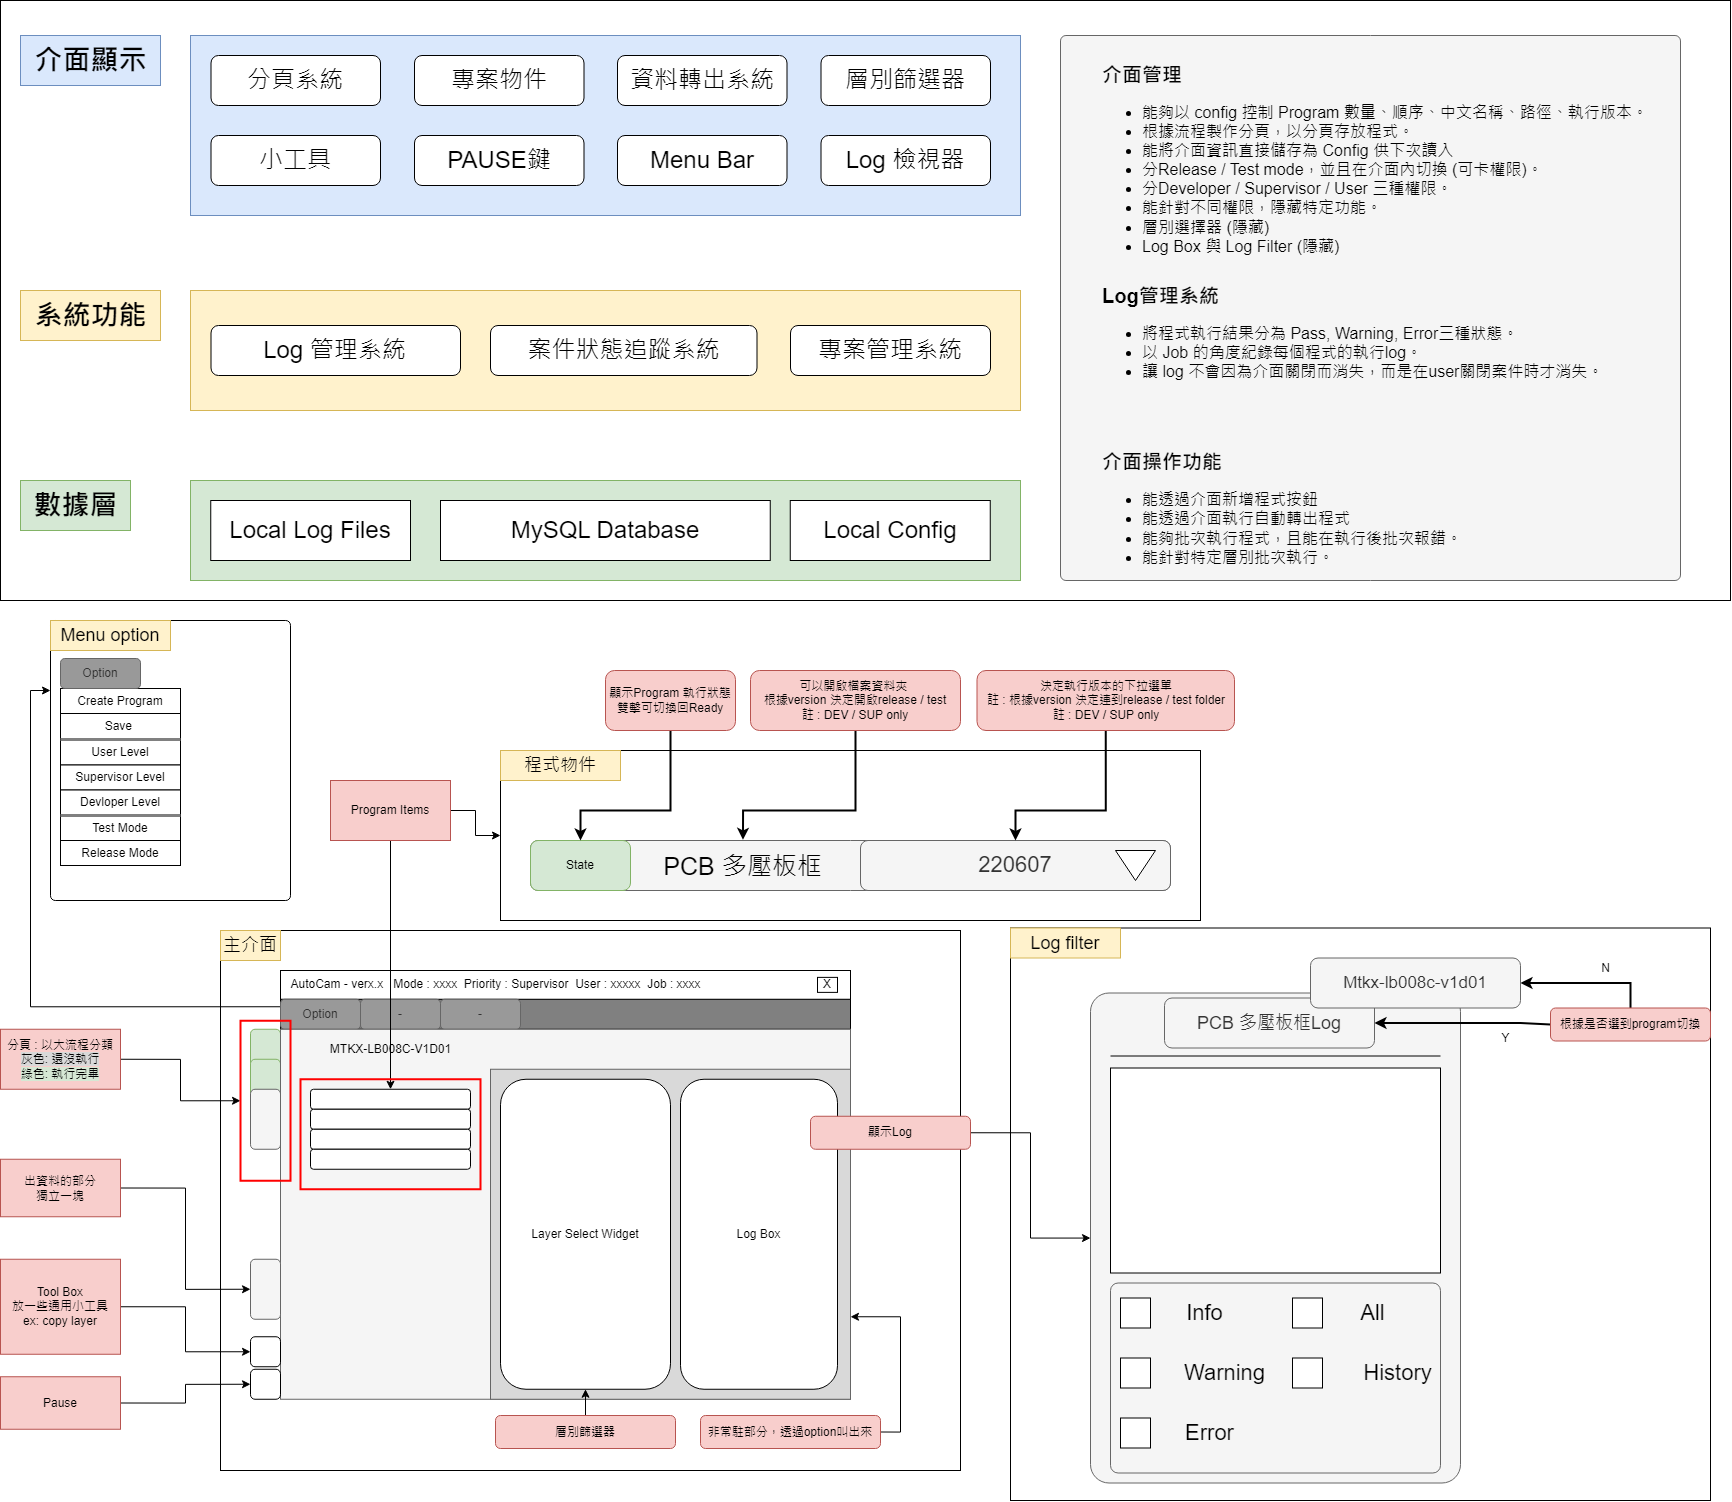 介面顯示
分頁系統
專案物件
資料轉出系統
層別篩選器
小工具
PAUSE鍵
Menu Bar
Log 檢視器
系統功能
Log 管理系統
案件狀態追蹤系統
專案管理系統
數據層
Local Log Files
MySQL Database
Local Config
介面管理
能夠以 config 控制 Program 數量、順序、中文名稱、路徑、執行版本。
根據流程製作分頁，以分頁存放程式。
能將介面資訊直接儲存為 Config 供下次讀入
分Release / Test mode，並且在介面內切換 (可卡權限)。
分Developer / Supervisor / User 三種權限。
能針對不同權限，隱藏特定功能。
層別選擇器 (隱藏)
Log Box 與 Log Filter (隱藏)
Log管理系統
將程式執行結果分為 Pass, Warning, Error三種狀態。
以 Job 的角度紀錄每個程式的執行log。
讓 log 不會因為介面關閉而消失，而是在user關閉案件時才消失。
介面操作功能
能透過介面新增程式按鈕
能透過介面執行自動轉出程式
能夠批次執行程式，且能在執行後批次報錯。
能針對特定層別批次執行。
Menu option
Option
Create Program
Save
User Level
Supervisor Level
Devloper Level
Test Mode
Release Mode
顯示Program 執行狀態
雙擊可切換回Ready
可以開啟檔案資料夾
根據version 決定開啟release / test
註 : DEV / SUP only
決定執行版本的下拉選單
註 : 根據version 決定連到release / test folder
註 : DEV / SUP only
程式物件
Program Items
State
PCB 多壓板框
220607
主介面
AutoCam - verx.x
Mode : xxxx
Priority : Supervisor
User : xxxxx
Job : xxxx
X
Option
-
-
MTKX-LB008C-V1D01
分頁 : 以大流程分類
灰色: 還沒執行
綠色: 執行完畢
出資料的部分
獨立一塊
Tool Box
放一些通用小工具
ex: copy layer
Pause
Layer Select Widget
Log Box
顯示Log
層別篩選器
非常駐部分，透過option叫出來
Log filter
Mtkx-lb008c-v1d01
N
PCB 多壓板框Log
根據是否選到program切換
Y
Info
All
Warning
History
Error